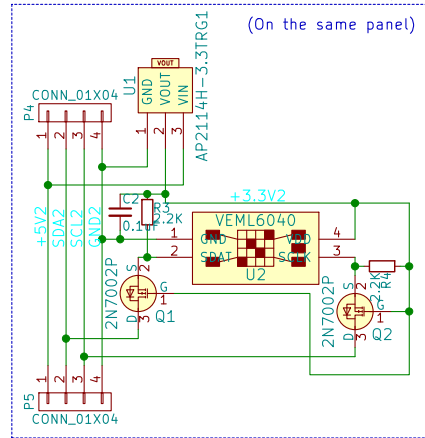 (On the same panel)
VOUT
U1
GND
VOUT
VIN
AP2114H-3.3TRG1
1
2
3
CONN_01X04
P4
1
2
3
4
+5V2
SDA2
SCL2
GND2
C2
0.1uF
R3
2.2K
+3.3V2
VEML6040
1
GND
VDD
4
2
SDAT
SCLK
3
U2
2N7002P
S
2
G
1
D
3
Q1
2N7002P
S
2
G
1
D
3
Q2
2.2K
R4
P5
1
2
3
4
CONN_01X04